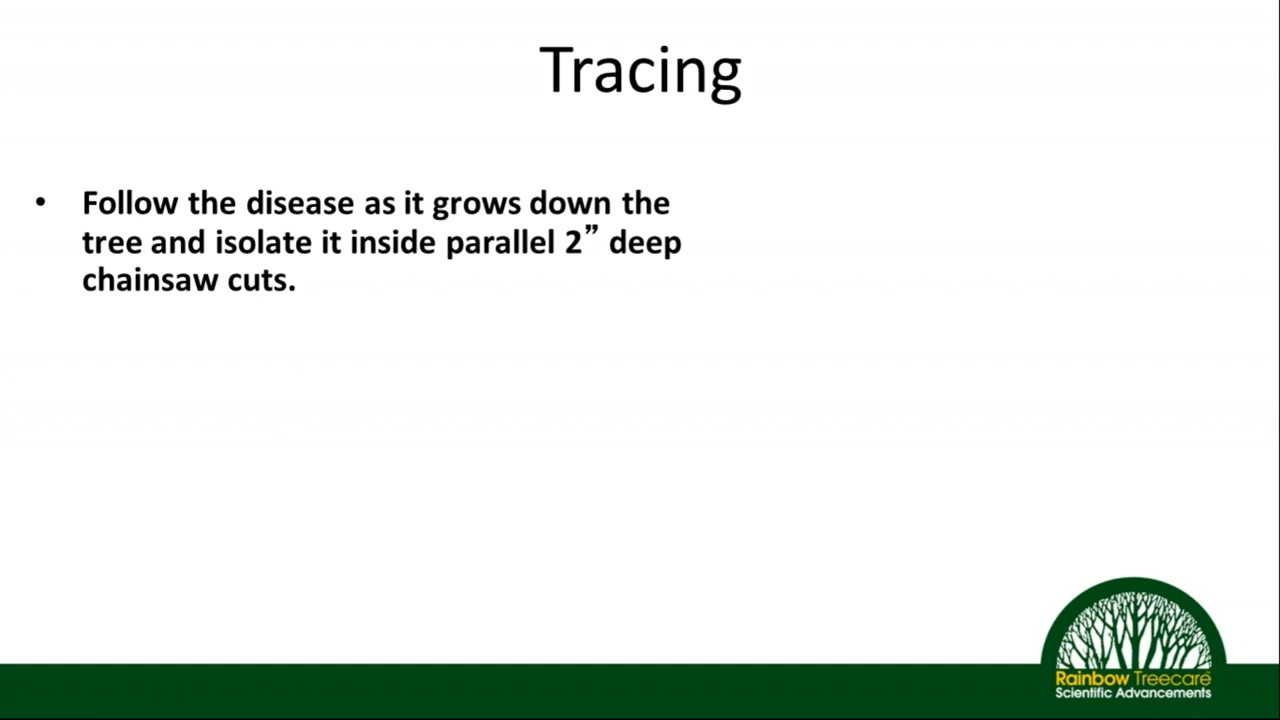 Tracing
• Follow the disease as it grows down the
tree and isolate it inside parallel 2” deep
chainsaw cuts.
Rainbow Treecare
Scientific Advancements